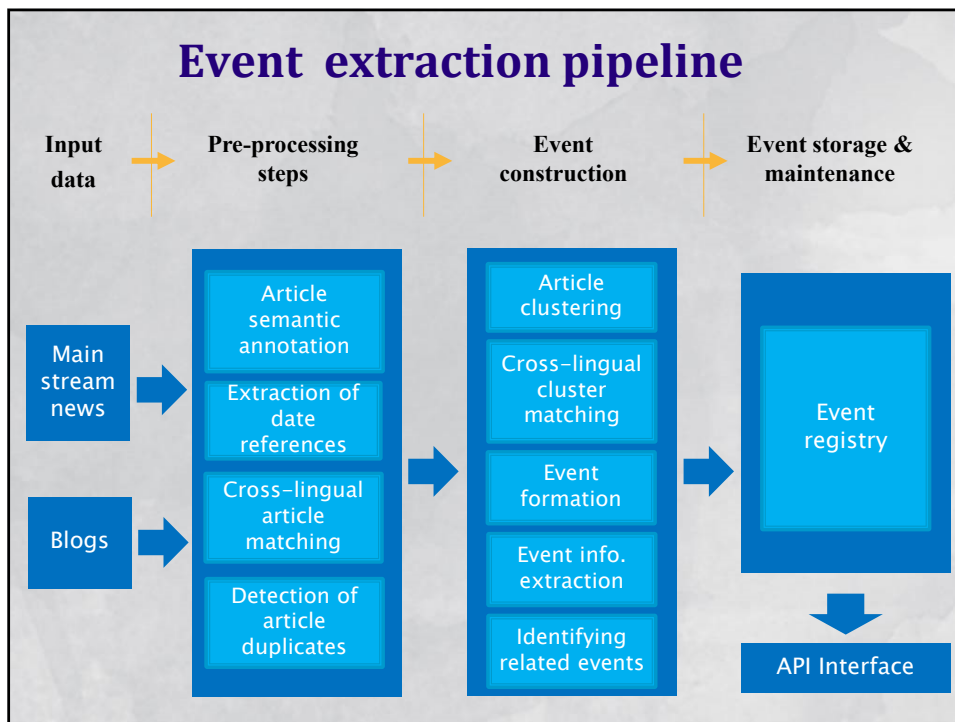 Event extraction pipeline
Input
data
Pre-processing
steps
Event
construction
Event storage &
maintenance
Main
stream
news
Blogs
Article
semantic
annotation
Extraction of
date
references
Cross-lingual
article
matching
Detection of
article
duplicates
Article
clustering
Cross-lingual
cluster
matching
Event
formation
Event info.
extraction
Identifying
related events
Event
registry
API Interface